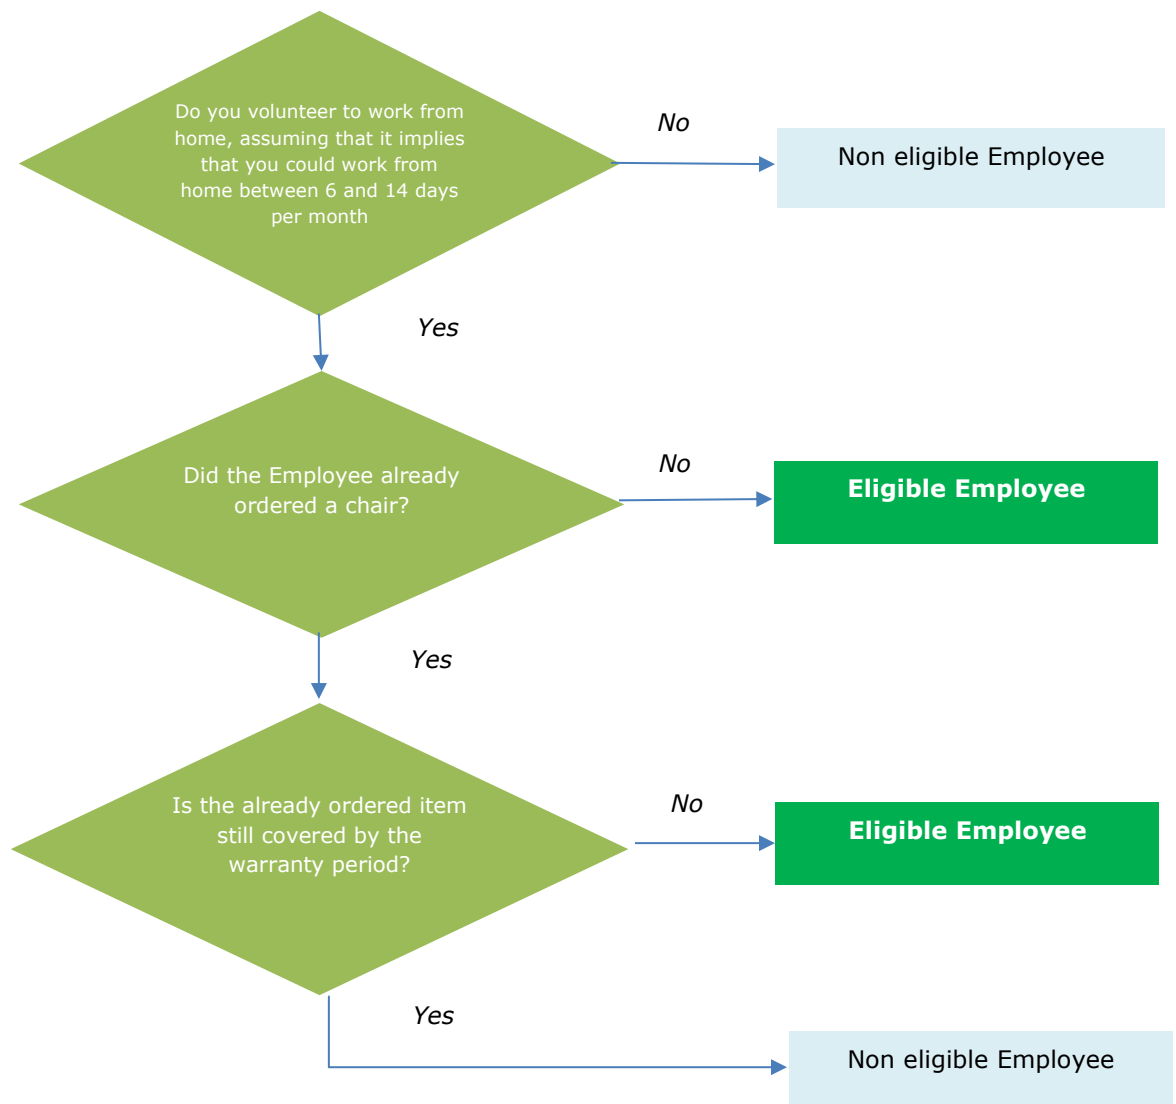 Do you volunteer to work from
home, assuming that it implies
that you could work from
home between 6 and 14 days
per month
No
Non eligible Employee
Yes
Did the Employee already
ordered a chair?
No
Eligible Employee
Yes
Is the already ordered item
still covered by the
warranty period?
No
Eligible Employee
Yes
Non eligible Employee